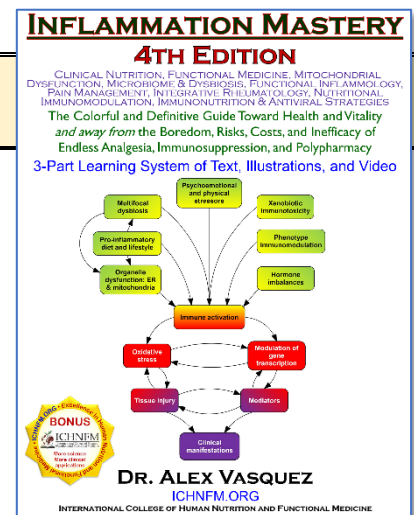 INFLAMMATION MASTERY
4TH EDITION
CLINICAL NUTRITION, FUNCTIONAL MEDICINE, MITOCHONDRIAL
DYSFUNCTION, MICROBIOME & DYSBIOSIS, FUNCTIONAL INFLAMMOLOGY,
PAIN MANAGEMENT, INTEGRATIVE RHEUMATOLOGY, NUTRITIONAL
IMMUNOMODULATION, IMMUNONUTRITION & ANTIVIRAL STRATEGIES
The Colorful and Definitive Guide Toward Health and Vitality
and away from the Boredom, Risks, Costs, and Inefficacy of
Endless Analgesia, Immunosuppression, and Polypharmacy
3-Part Learning System of Text, Illustrations, and Video
Psychoemotional
and physical
stressors
Multifocal
dysbiosis
Xenobiotic
immunotoxicity
Pro-inflammatory
diet and lifestyle
Phenotype
immunomodulation
Organelle
dysfunction: ER
& mitochondria
Hormone
imbalances
Immune activation
Oxidative
stress
Modulation of
gene
transcription
Tissue injury
Mediators
Clinical
manifestations
BONUS
ICHNFM
More science
More clinical
applications
DR. ALEX VASQUEZ
ICHNFM.ORG
INTERNATIONAL COLLEGE OF HUMAN NUTRITION AND FUNCTIONAL MEDICINE